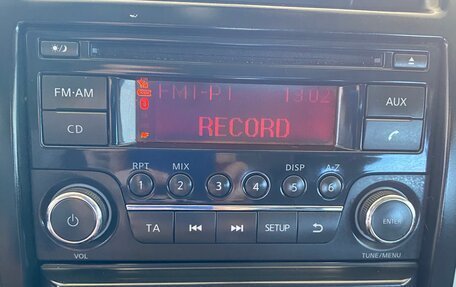 FM1-P1 13:02
FM·AM
AUX
RECORD
CD
RPT MIX DISP A-Z
1 2 3 4 5 6
ENTER
TA SETUP
VOL TUNE/MENU